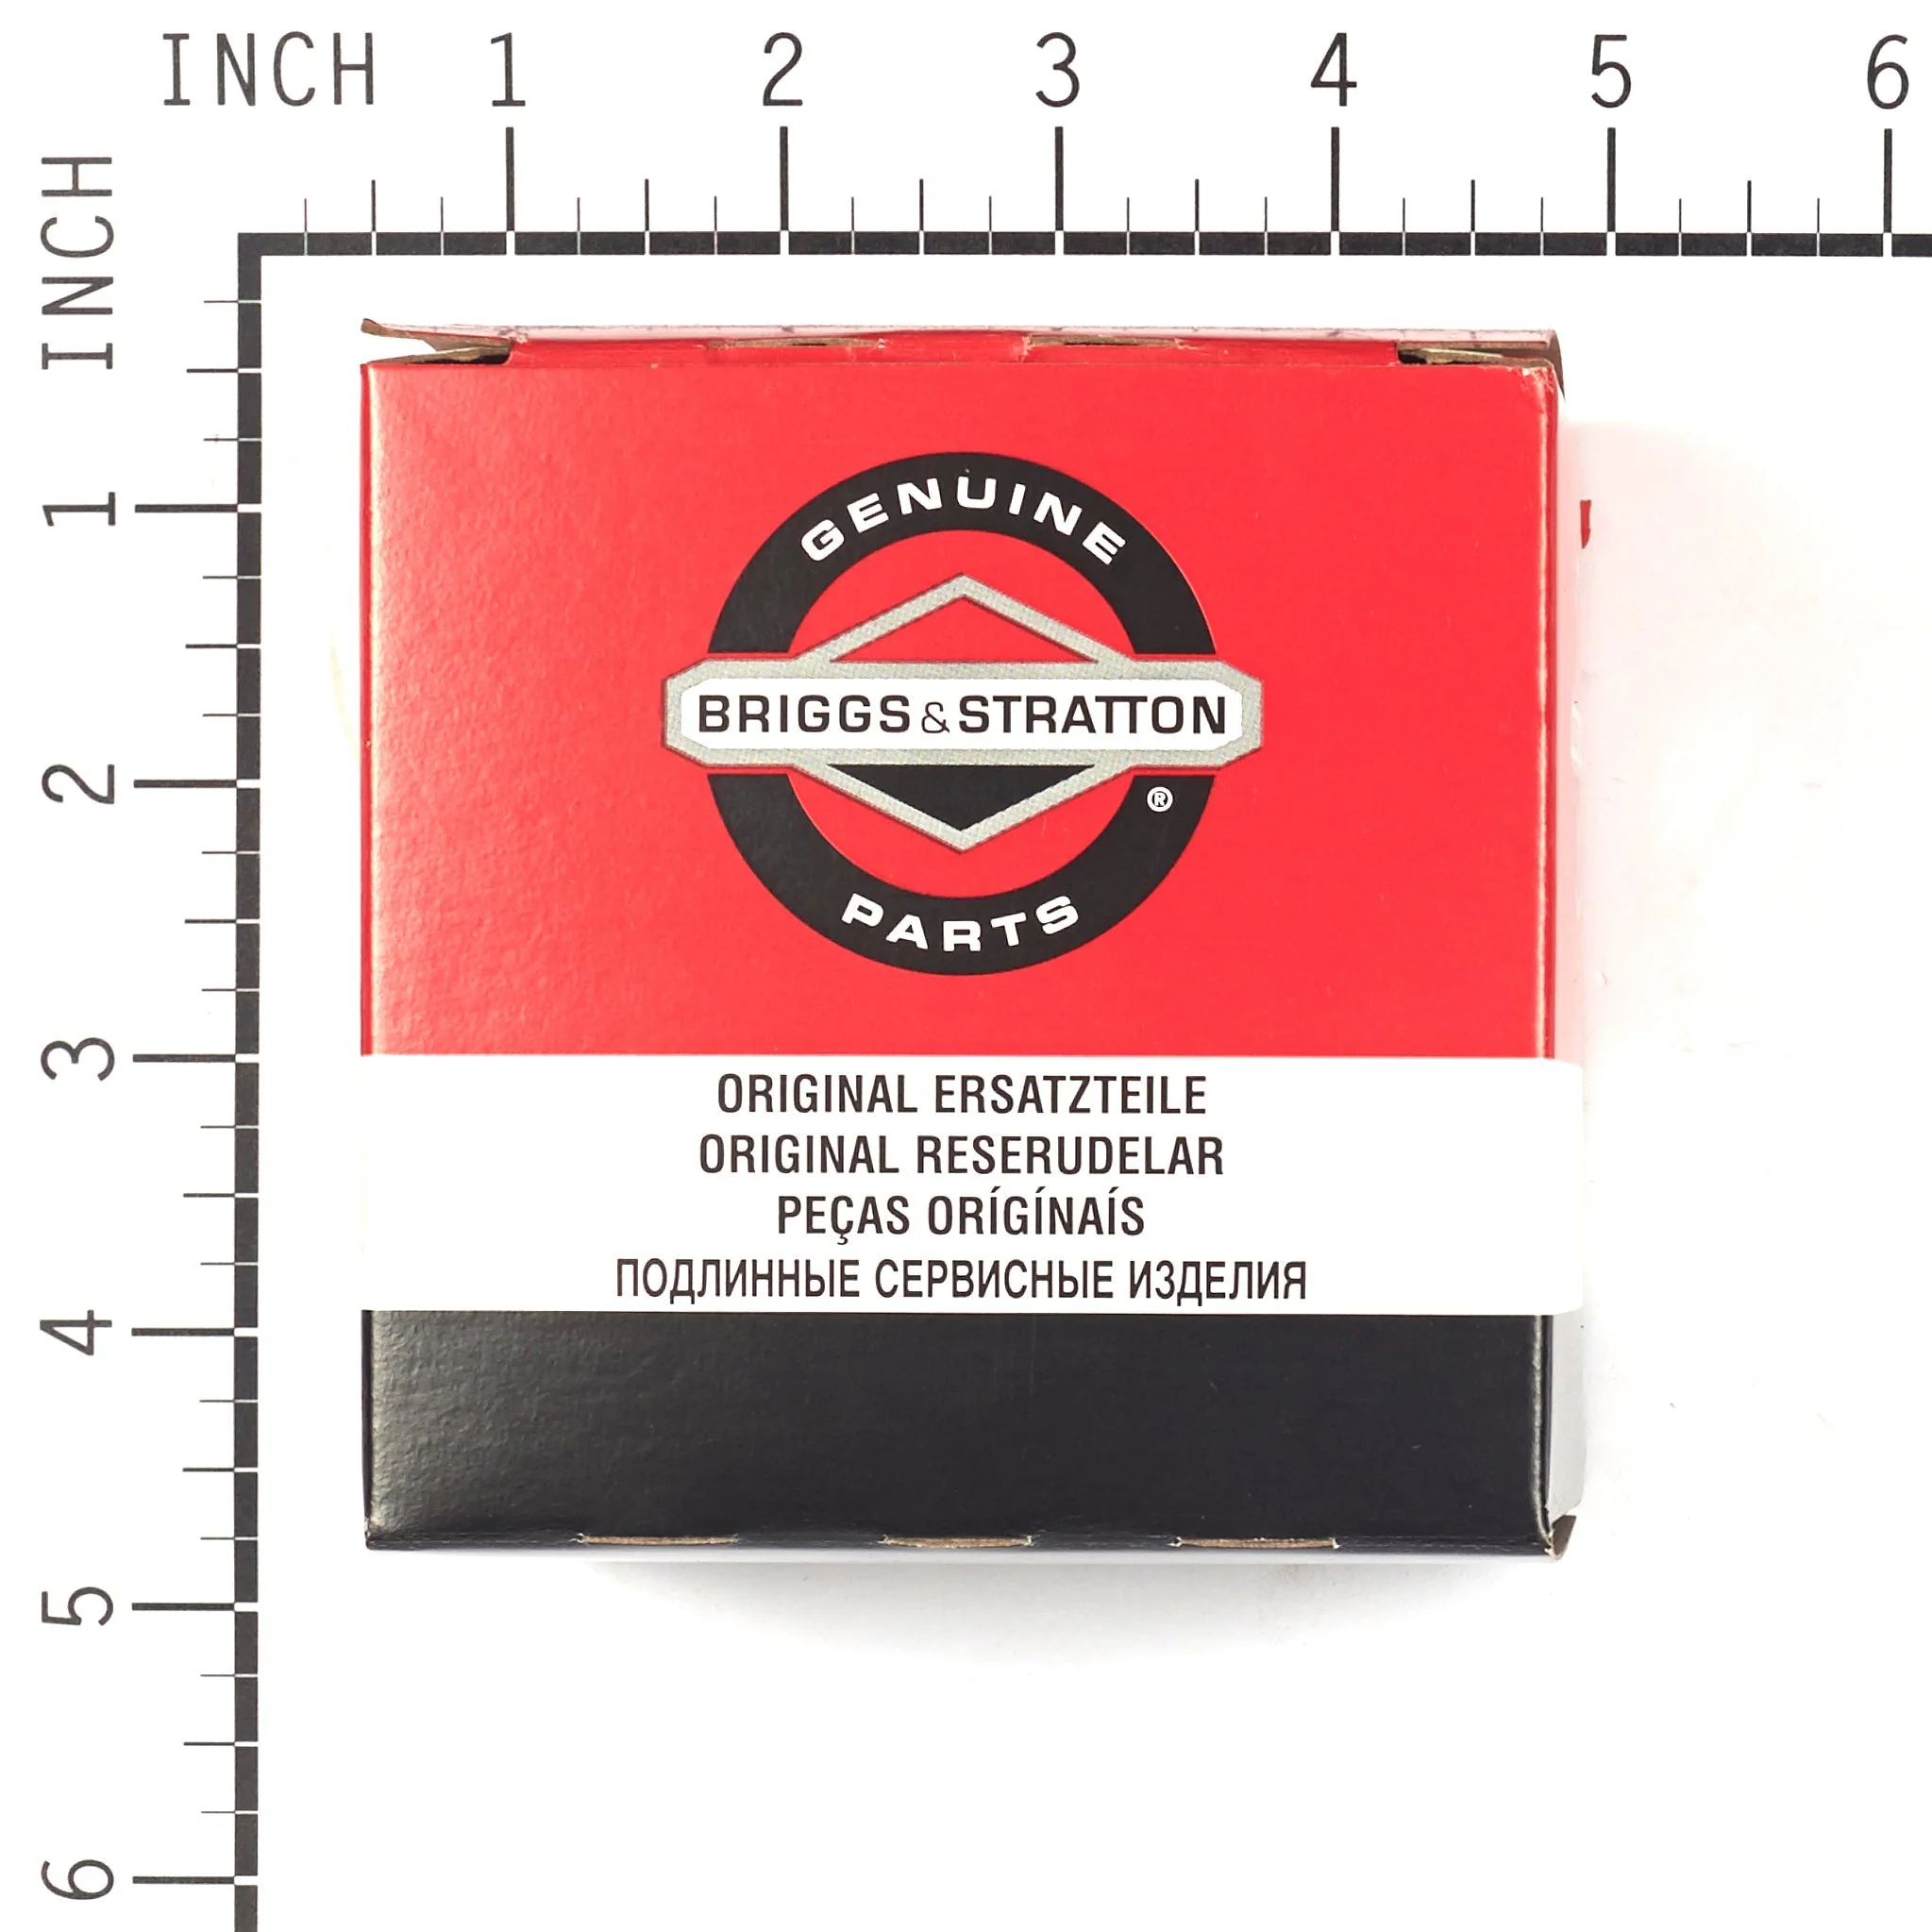 INCH 1 2 3 4 5 6
INCH 1 2 3 4 5 6
GENUINE
BRIGGS & STRATTON
®
PARTS
ORIGINAL ERSATZTEILE
ORIGINAL RESERUDELAR
PEÇAS ORÍGÍNAÍS
ПОДЛИННЫЕ СЕРВИСНЫЕ ИЗДЕЛИЯ